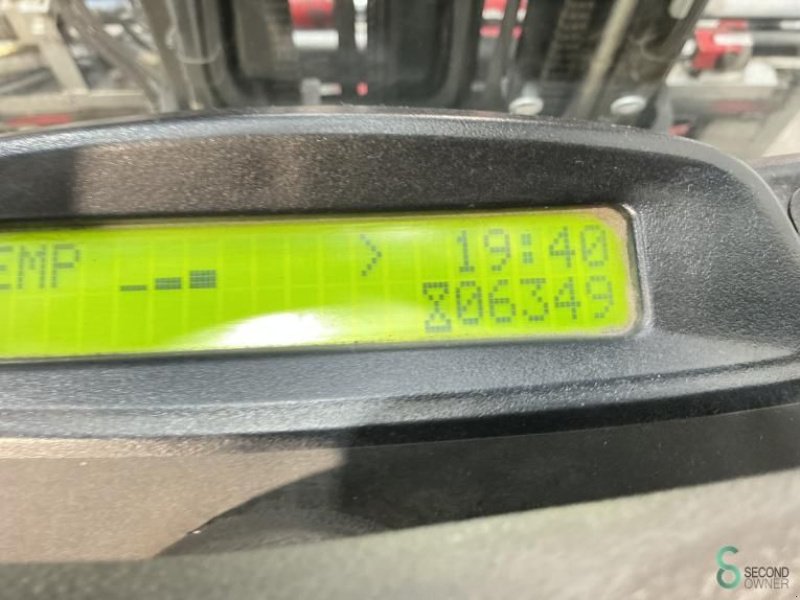 EMP > 19:40
06349
SECOND
OWNER